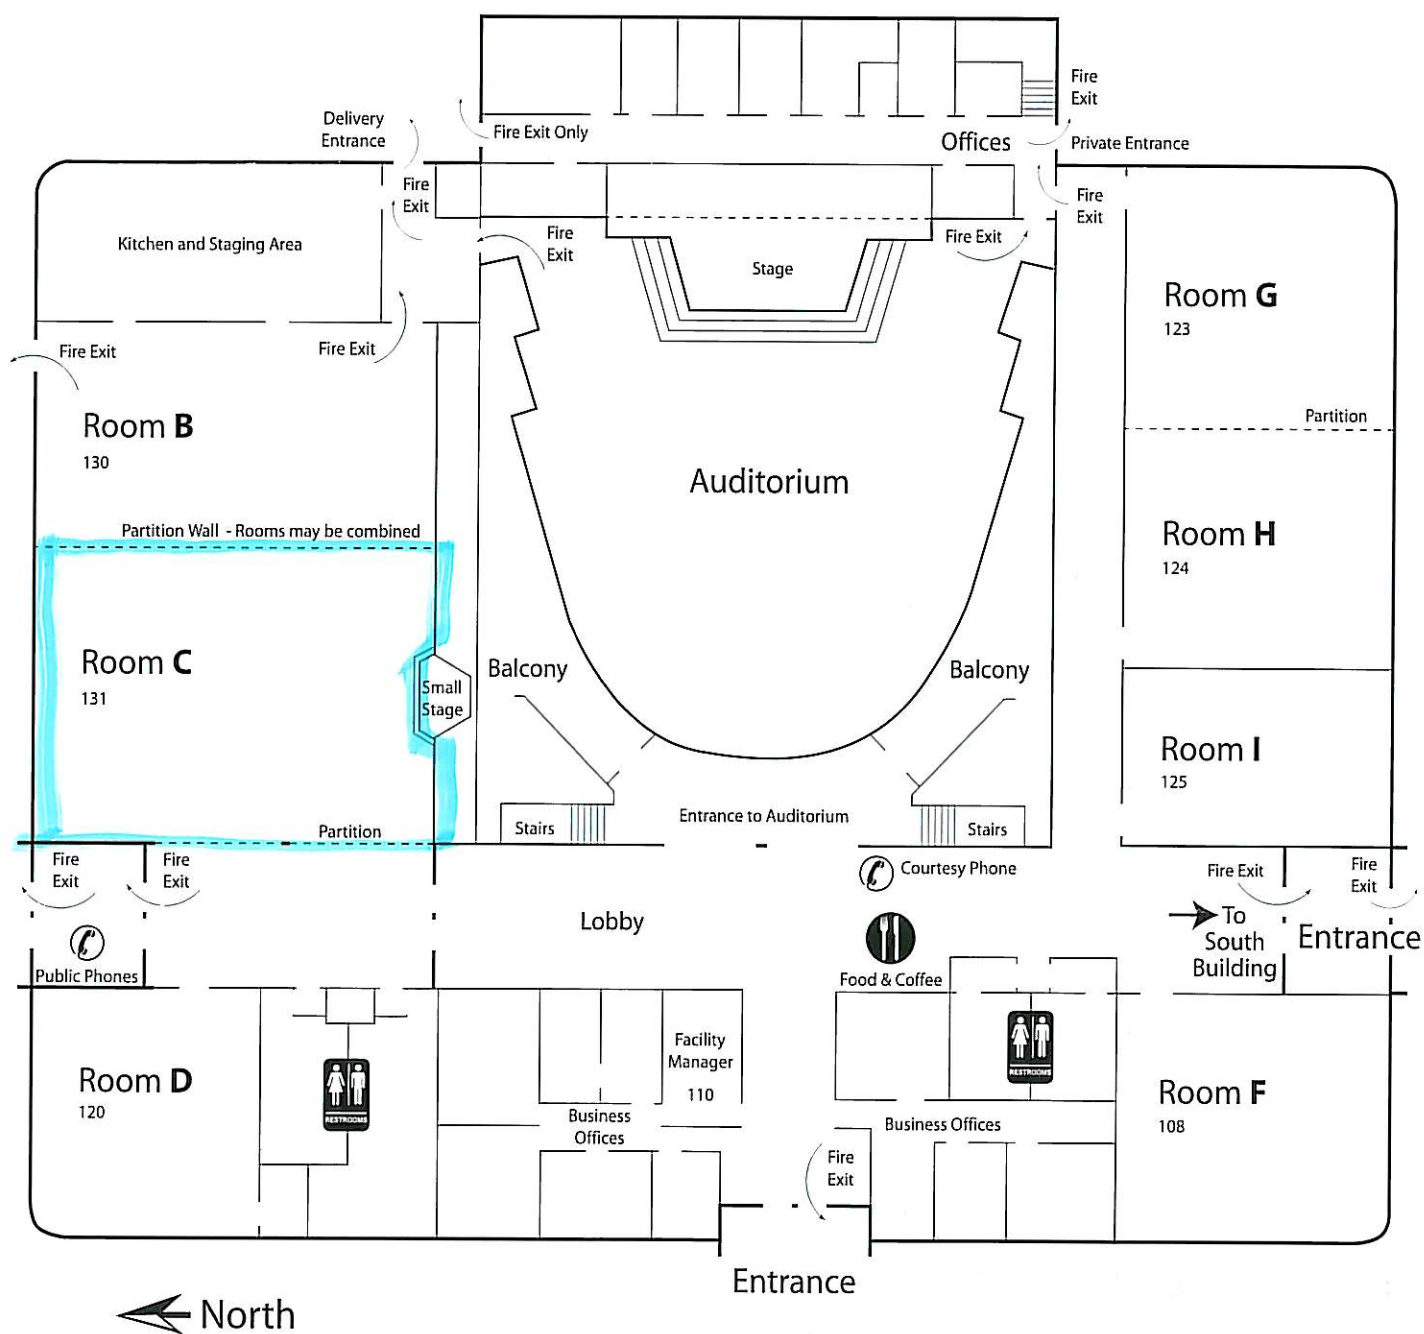 Fire
Exit
Delivery
Entrance
Fire Exit Only
Offices
Private Entrance
Fire
Exit
Fire
Exit
Kitchen and Staging Area
Fire
Exit
Fire Exit
Stage
Room G
123
Fire Exit
Fire Exit
Room B
130
Partition
Auditorium
Partition Wall - Rooms may be combined
Room H
124
Room C
131
Small
Stage
Balcony
Balcony
Room I
125
Partition
Stairs
Entrance to Auditorium
Stairs
Fire
Exit
Fire
Exit
Courtesy Phone
Fire Exit
Fire
Exit
Lobby
To
South
Building
Entrance
Public Phones
Food & Coffee
Room D
120
RESTROOMS
Facility
Manager
110
RESTROOMS
Room F
108
Business
Offices
Business Offices
Fire
Exit
Entrance
North